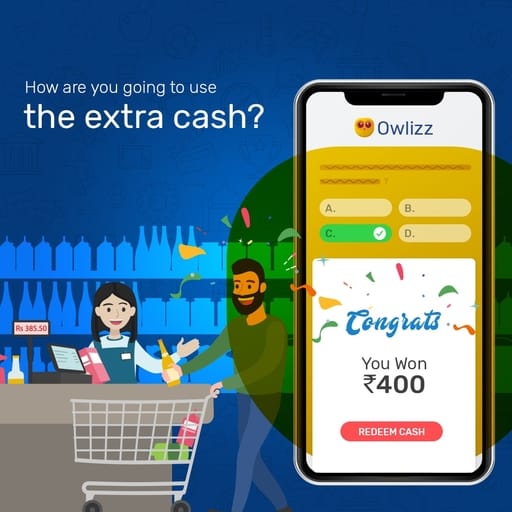 How are you going to use
the extra cash?
Owlizz
?
A.
B.
C.
D.
Rs 385.50
Congrats
You Won
₹400
REDEEM CASH